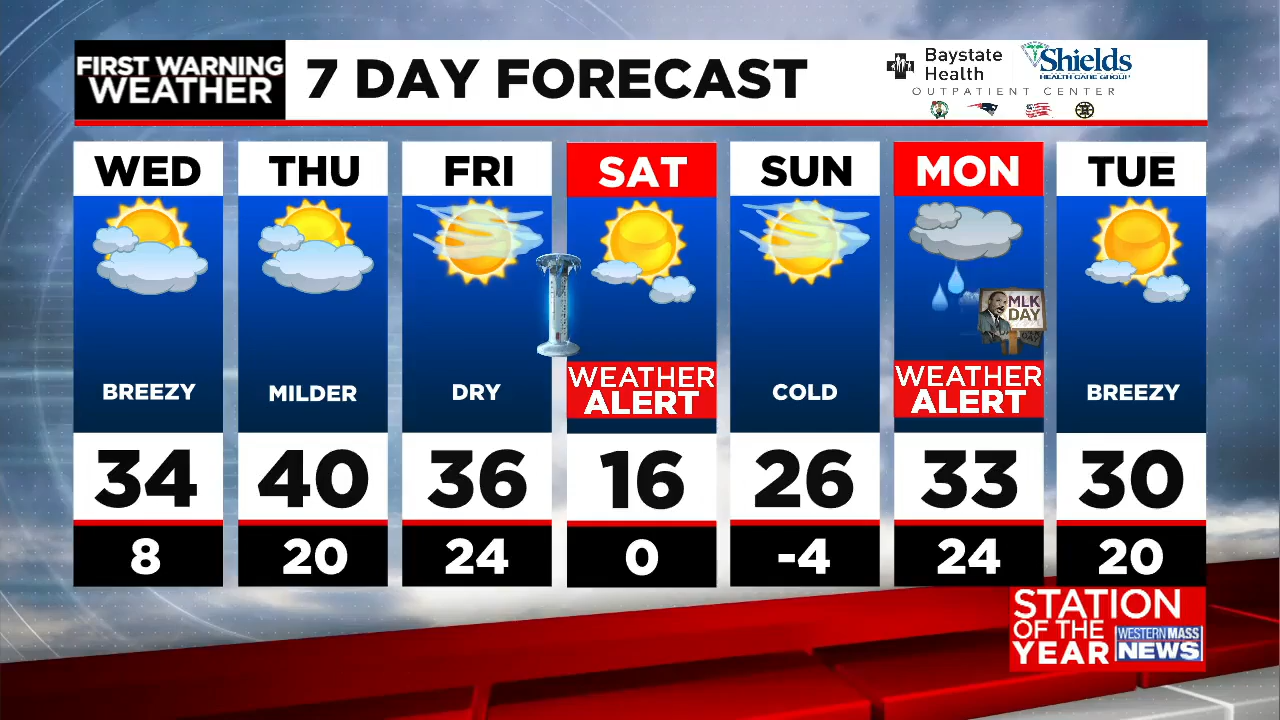 FIRST WARNING
WEATHER
7 DAY FORECAST
Baystate
Health
Shields
HEALTH CARE GROUP
OUTPATIENT CENTER
WED
THU
FRI
SAT
SUN
MON
TUE
MLK
DAY
DAY
BREEZY
MILDER
DRY
WEATHER
ALERT
COLD
WEATHER
ALERT
BREEZY
34
40
36
16
26
33
30
8
20
24
0
-4
24
20
STATION
OF THE
YEAR
WESTERN MASS
NEWS